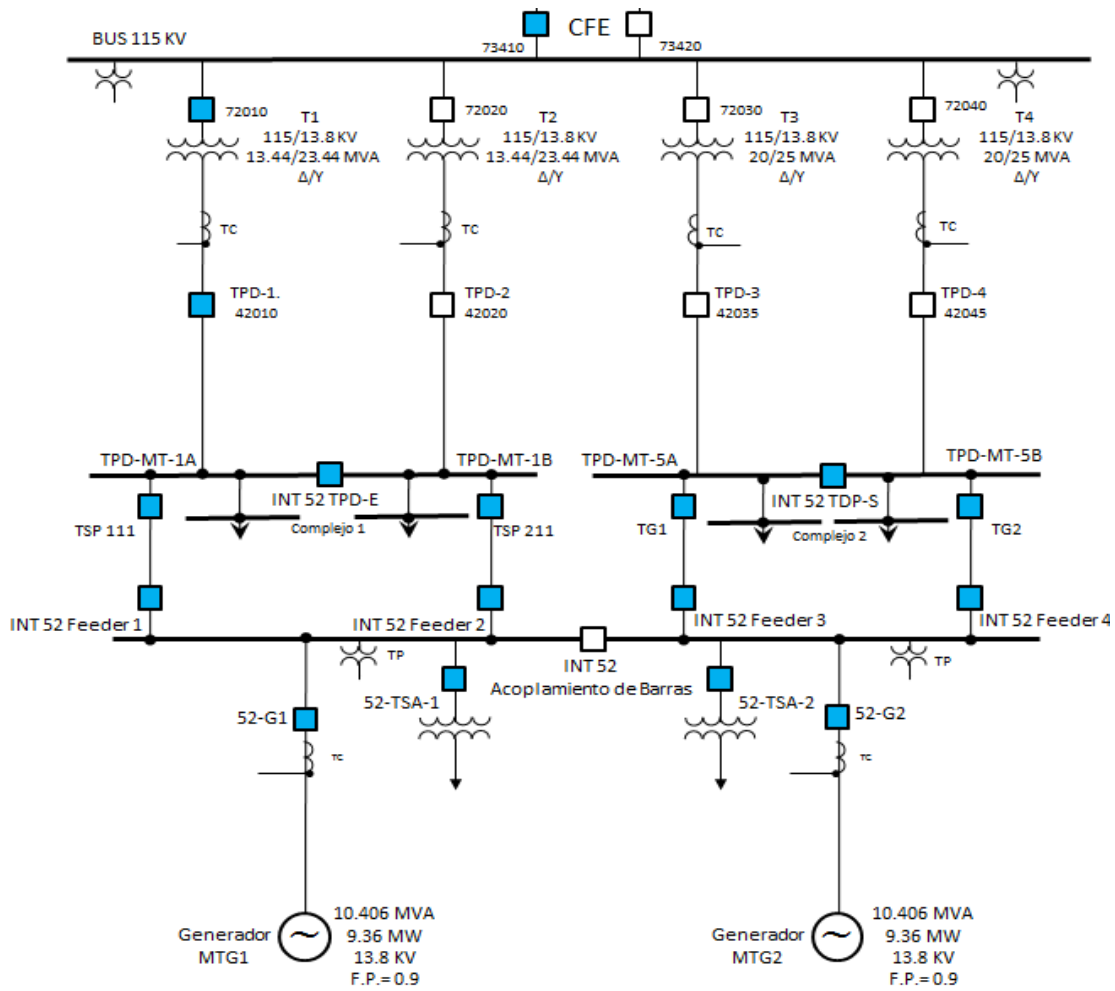 CFE
BUS 115 KV
73410
73420
72010
T1
115/13.8 KV
13.44/23.44 MVA
Δ/Y
72020
T2
115/13.8 KV
13.44/23.44 MVA
Δ/Y
72030
T3
115/13.8 KV
20/25 MVA
Δ/Y
72040
T4
115/13.8 KV
20/25 MVA
Δ/Y
TC
TC
TC
TC
TPD-1.
42010
TPD-2
42020
TPD-3
42035
TPD-4
42045
TPD-MT-1A
TPD-MT-1B
TPD-MT-5A
TPD-MT-5B
INT 52 TPD-E
INT 52 TDP-S
TSP 111
Complejo 1
TSP 211
TG1
Complejo 2
TG2
INT 52 Feeder 1
INT 52 Feeder 2
INT 52 Feeder 3
INT 52 Feeder 4
TP
INT 52
Acoplamiento de Barras
TP
52-TSA-1
52-TSA-2
52-G1
52-G2
TC
TC
Generador
MTG1
10.406 MVA
9.36 MW
13.8 KV
F.P.= 0.9
Generador
MTG2
10.406 MVA
9.36 MW
13.8 KV
F.P.= 0.9